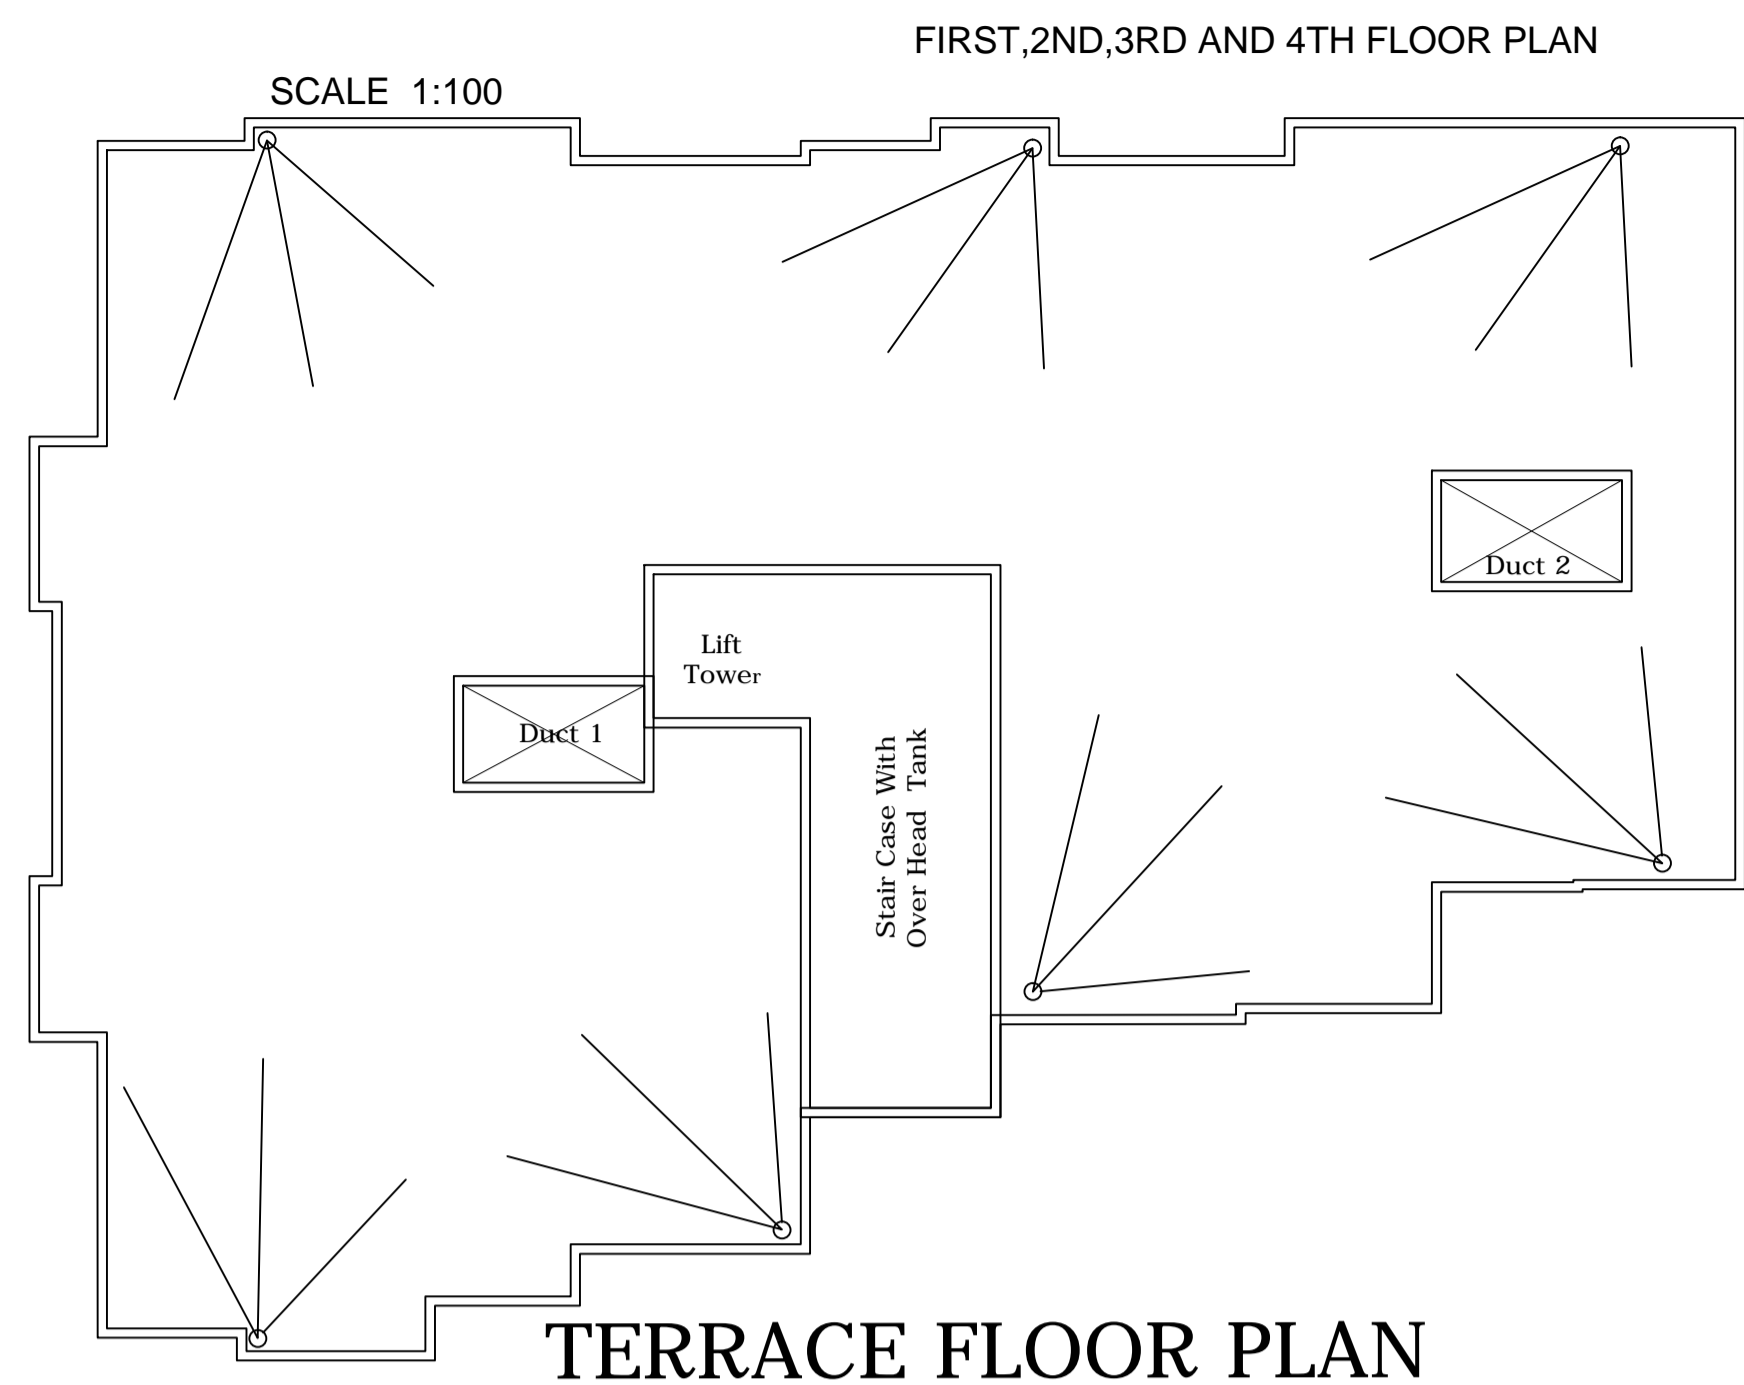 FIRST,2ND,3RD AND 4TH FLOOR PLAN
SCALE 1:100
Duct 2
Lift
Tower
Duct 1
Stair Case With
Over Head Tank
TERRACE FLOOR PLAN